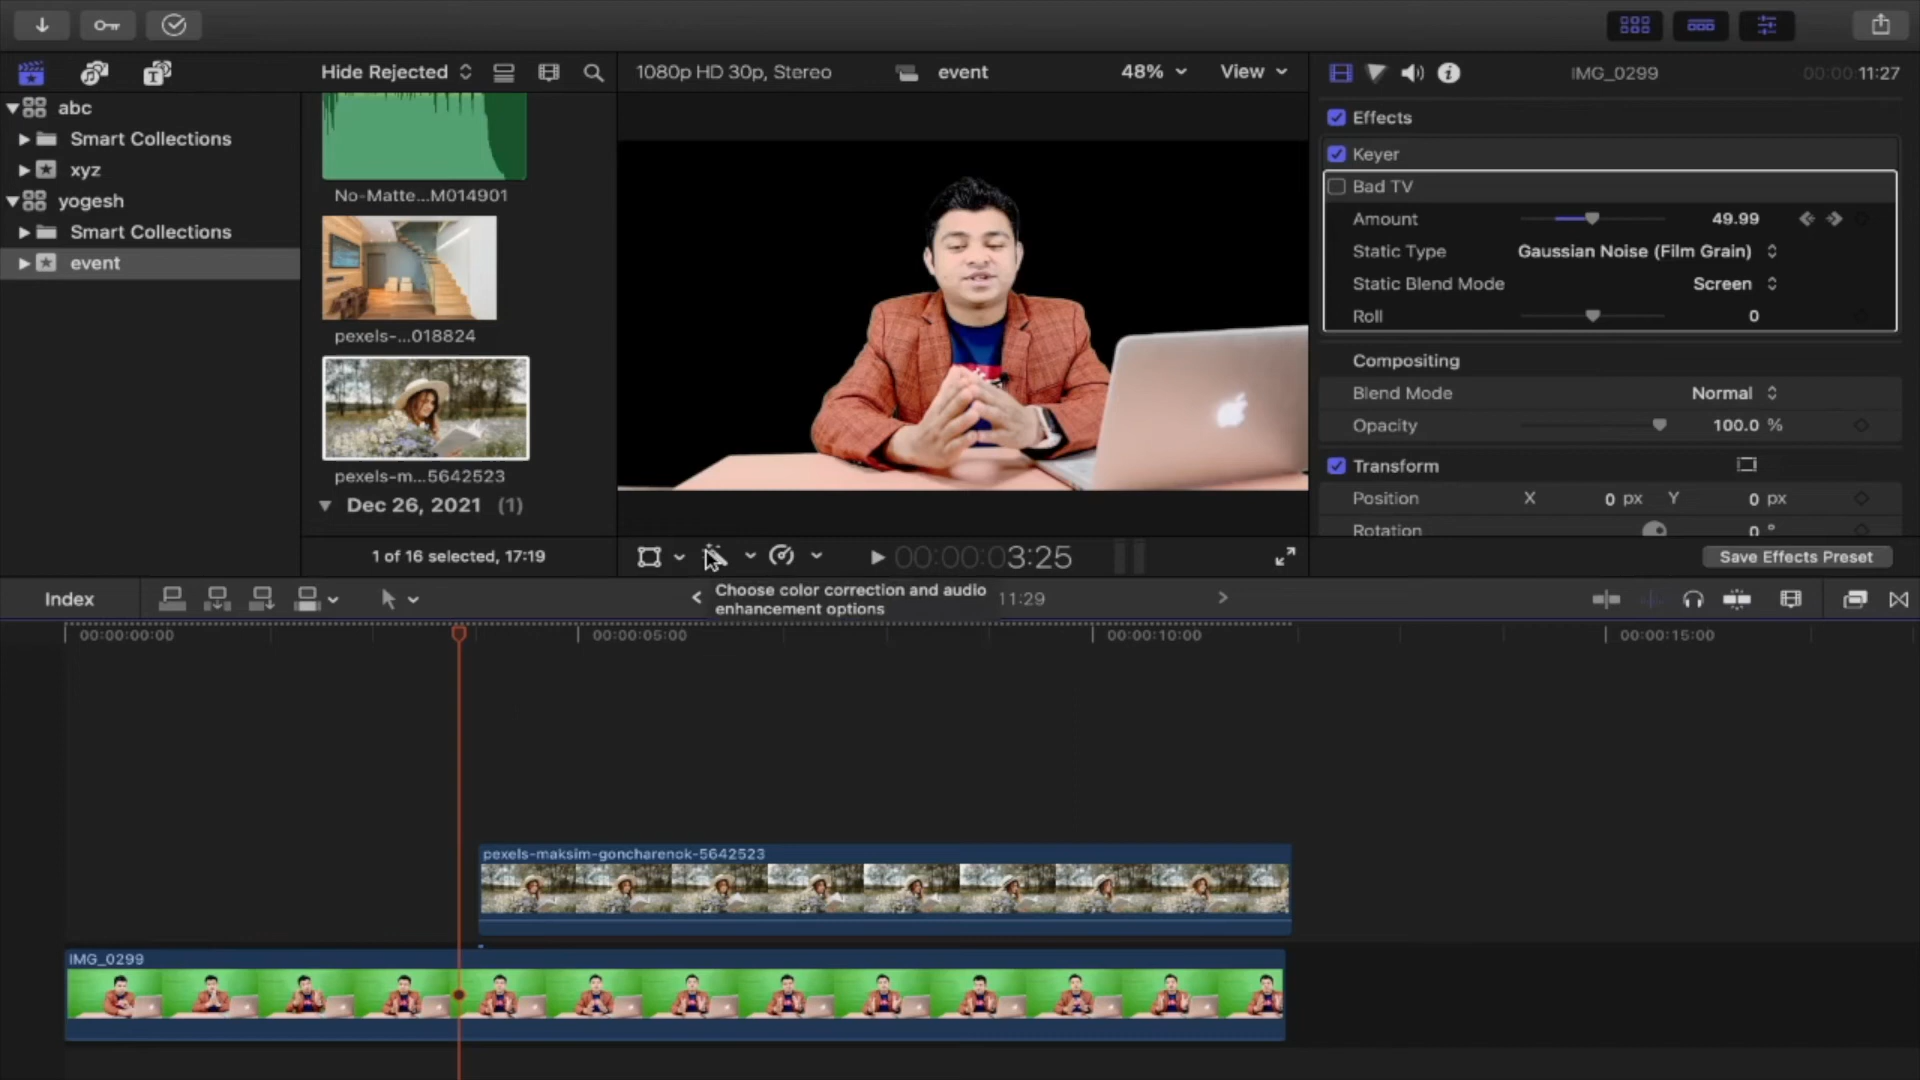 Hide Rejected
1080p HD 30p, Stereo
event
48%
View
IMG_0299
00:00:11:27
abc
Smart Collections
xyz
yogesh
Smart Collections
event
No-Matte...M014901
pexels-...018824
pexels-m...5642523
Dec 26, 2021 (1)
1 of 16 selected, 17:19
Effects
Keyer
Bad TV
Amount 49.99
Static Type Gaussian Noise (Film Grain)
Static Blend Mode Screen
Roll 0
Compositing
Blend Mode Normal
Opacity 100.0 %
Transform
Position X 0 px Y 0 px
Rotation 0 °
Save Effects Preset
00:00:03:25
Index
Choose color correction and audio
enhancement options
11:29
00:00:00:00
00:00:05:00
00:00:10:00
00:00:15:00
pexels-maksim-goncharenok-5642523
IMG_0299